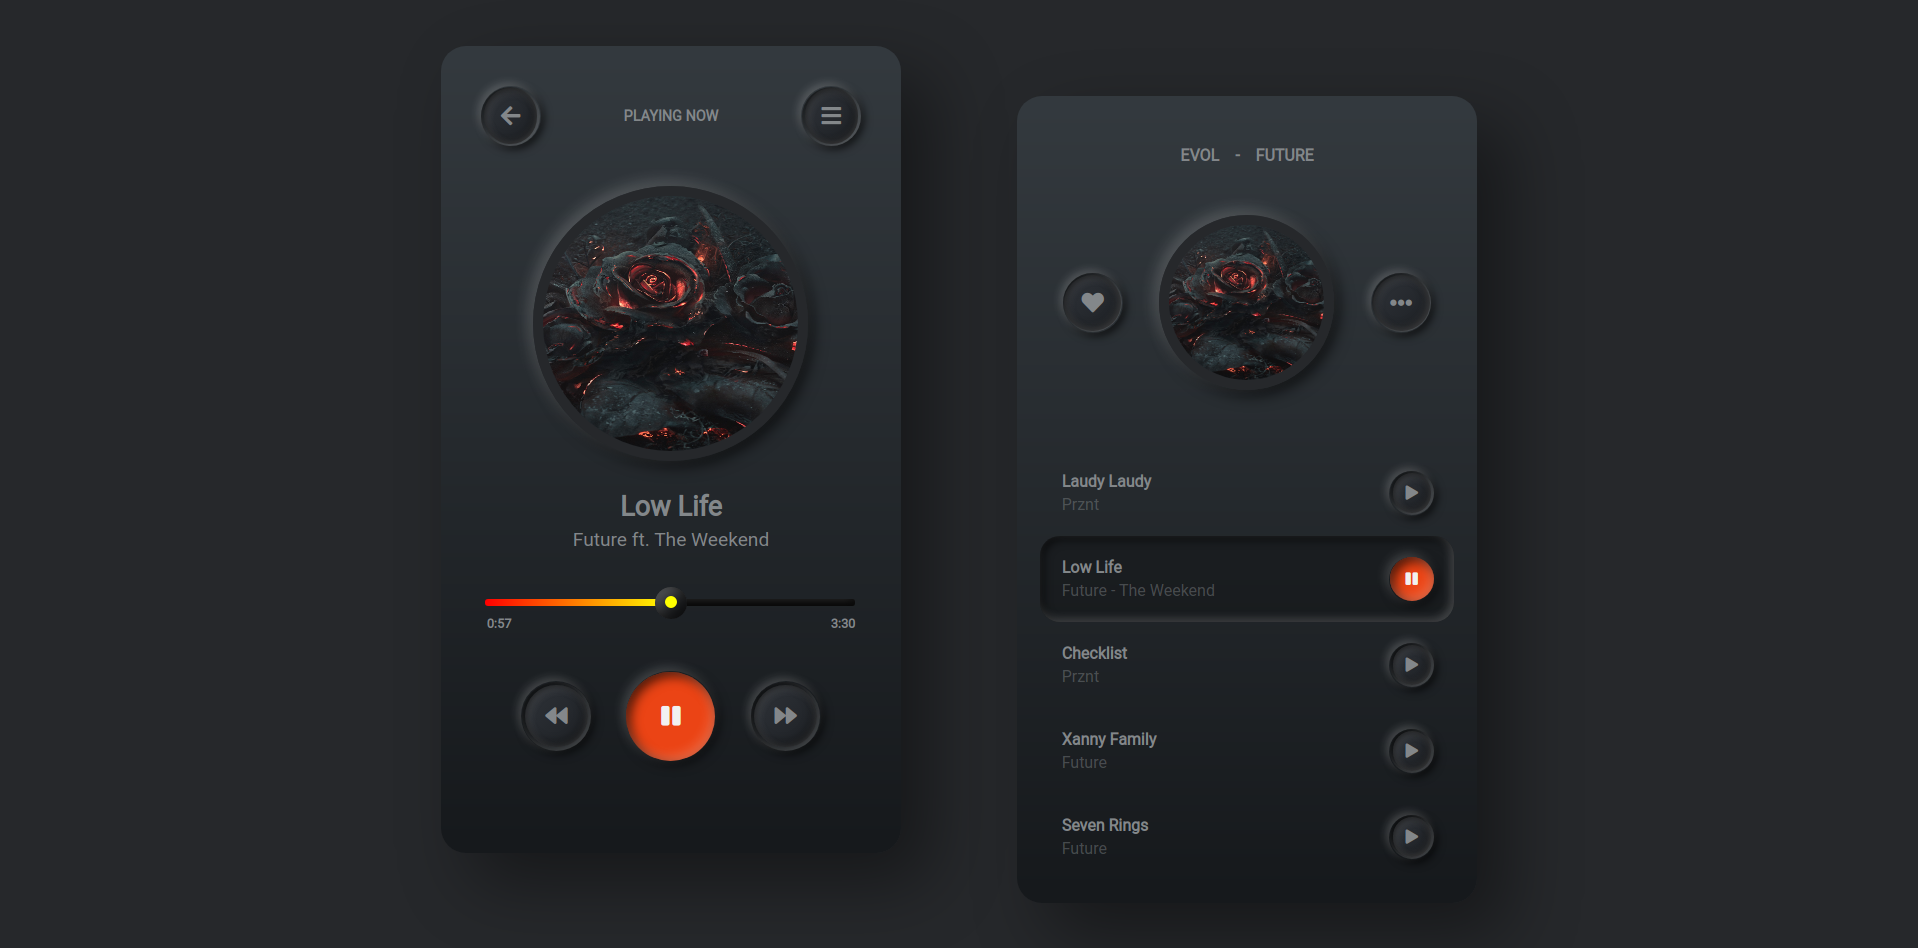 PLAYING NOW
Low Life
Future ft. The Weekend
0:57
3:30
EVOL - FUTURE
Laudy Laudy
Prznt
Low Life
Future - The Weekend
Checklist
Prznt
Xanny Family
Future
Seven Rings
Future